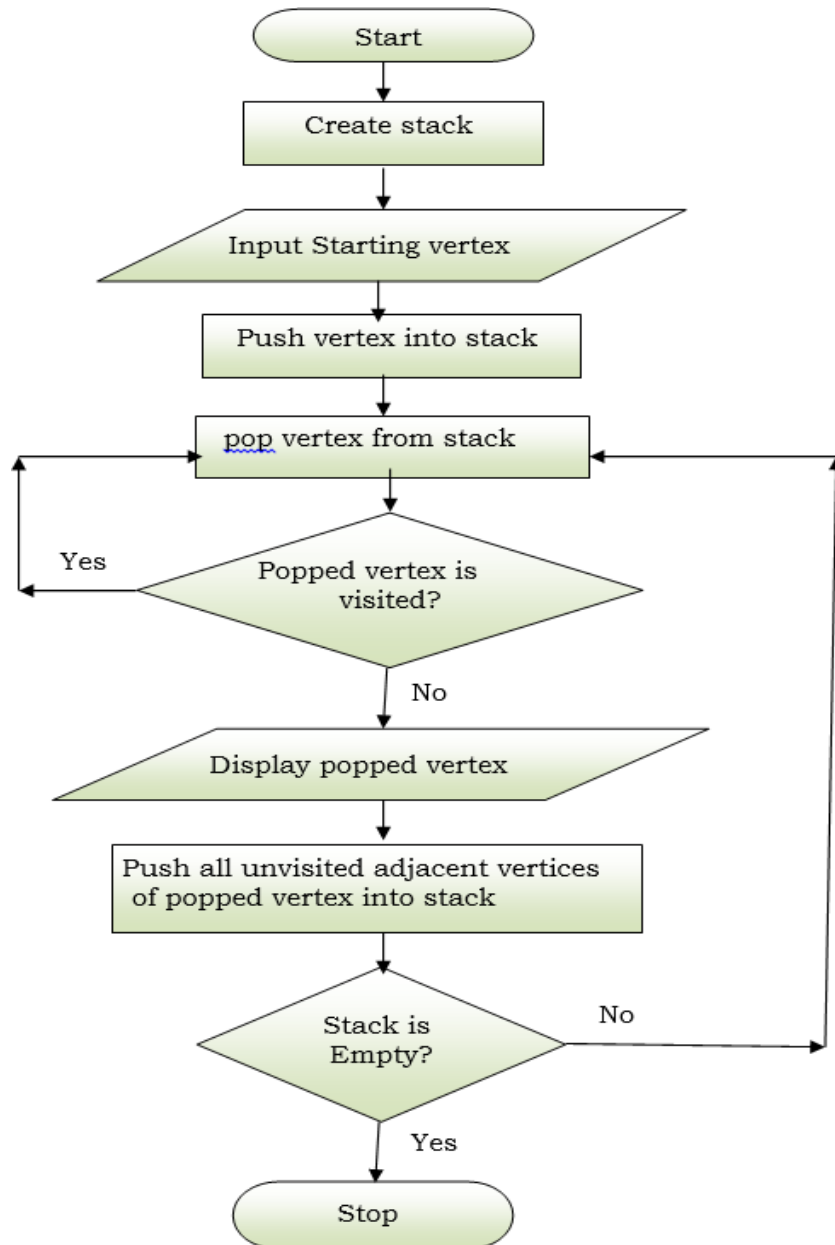 Start
Create stack
Input Starting vertex
Push vertex into stack
pop vertex from stack
Yes
Popped vertex is
visited?
No
Display popped vertex
Push all unvisited adjacent vertices
of popped vertex into stack
Stack is
Empty?
No
Yes
Stop